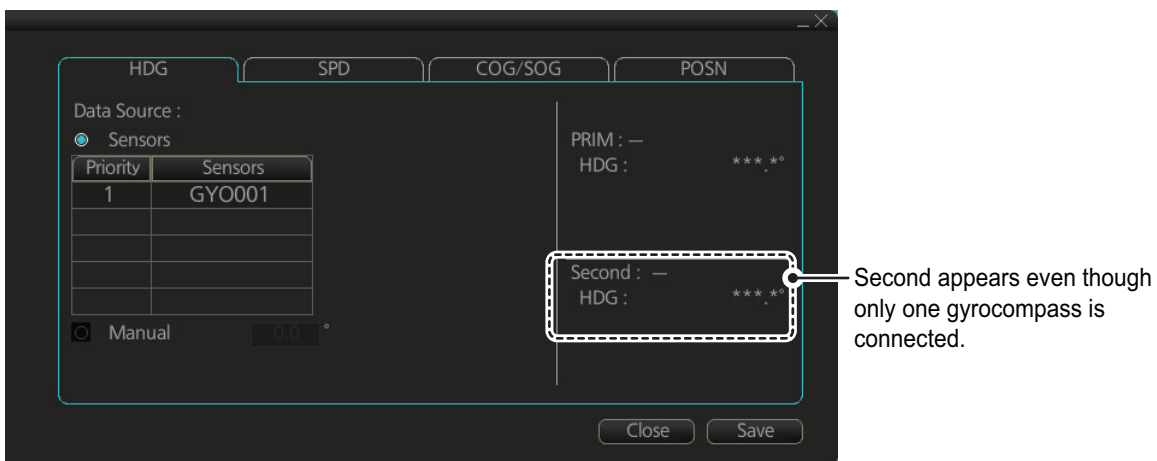 HDG SPD COG/SOG POSN
Data Source :
Sensors
Priority Sensors
1 GYO001
Manual 0.0 °
PRIM : —
HDG : ***.*°
Second : —
HDG : ***.*°
Close Save
Second appears even though
only one gyrocompass is
connected.